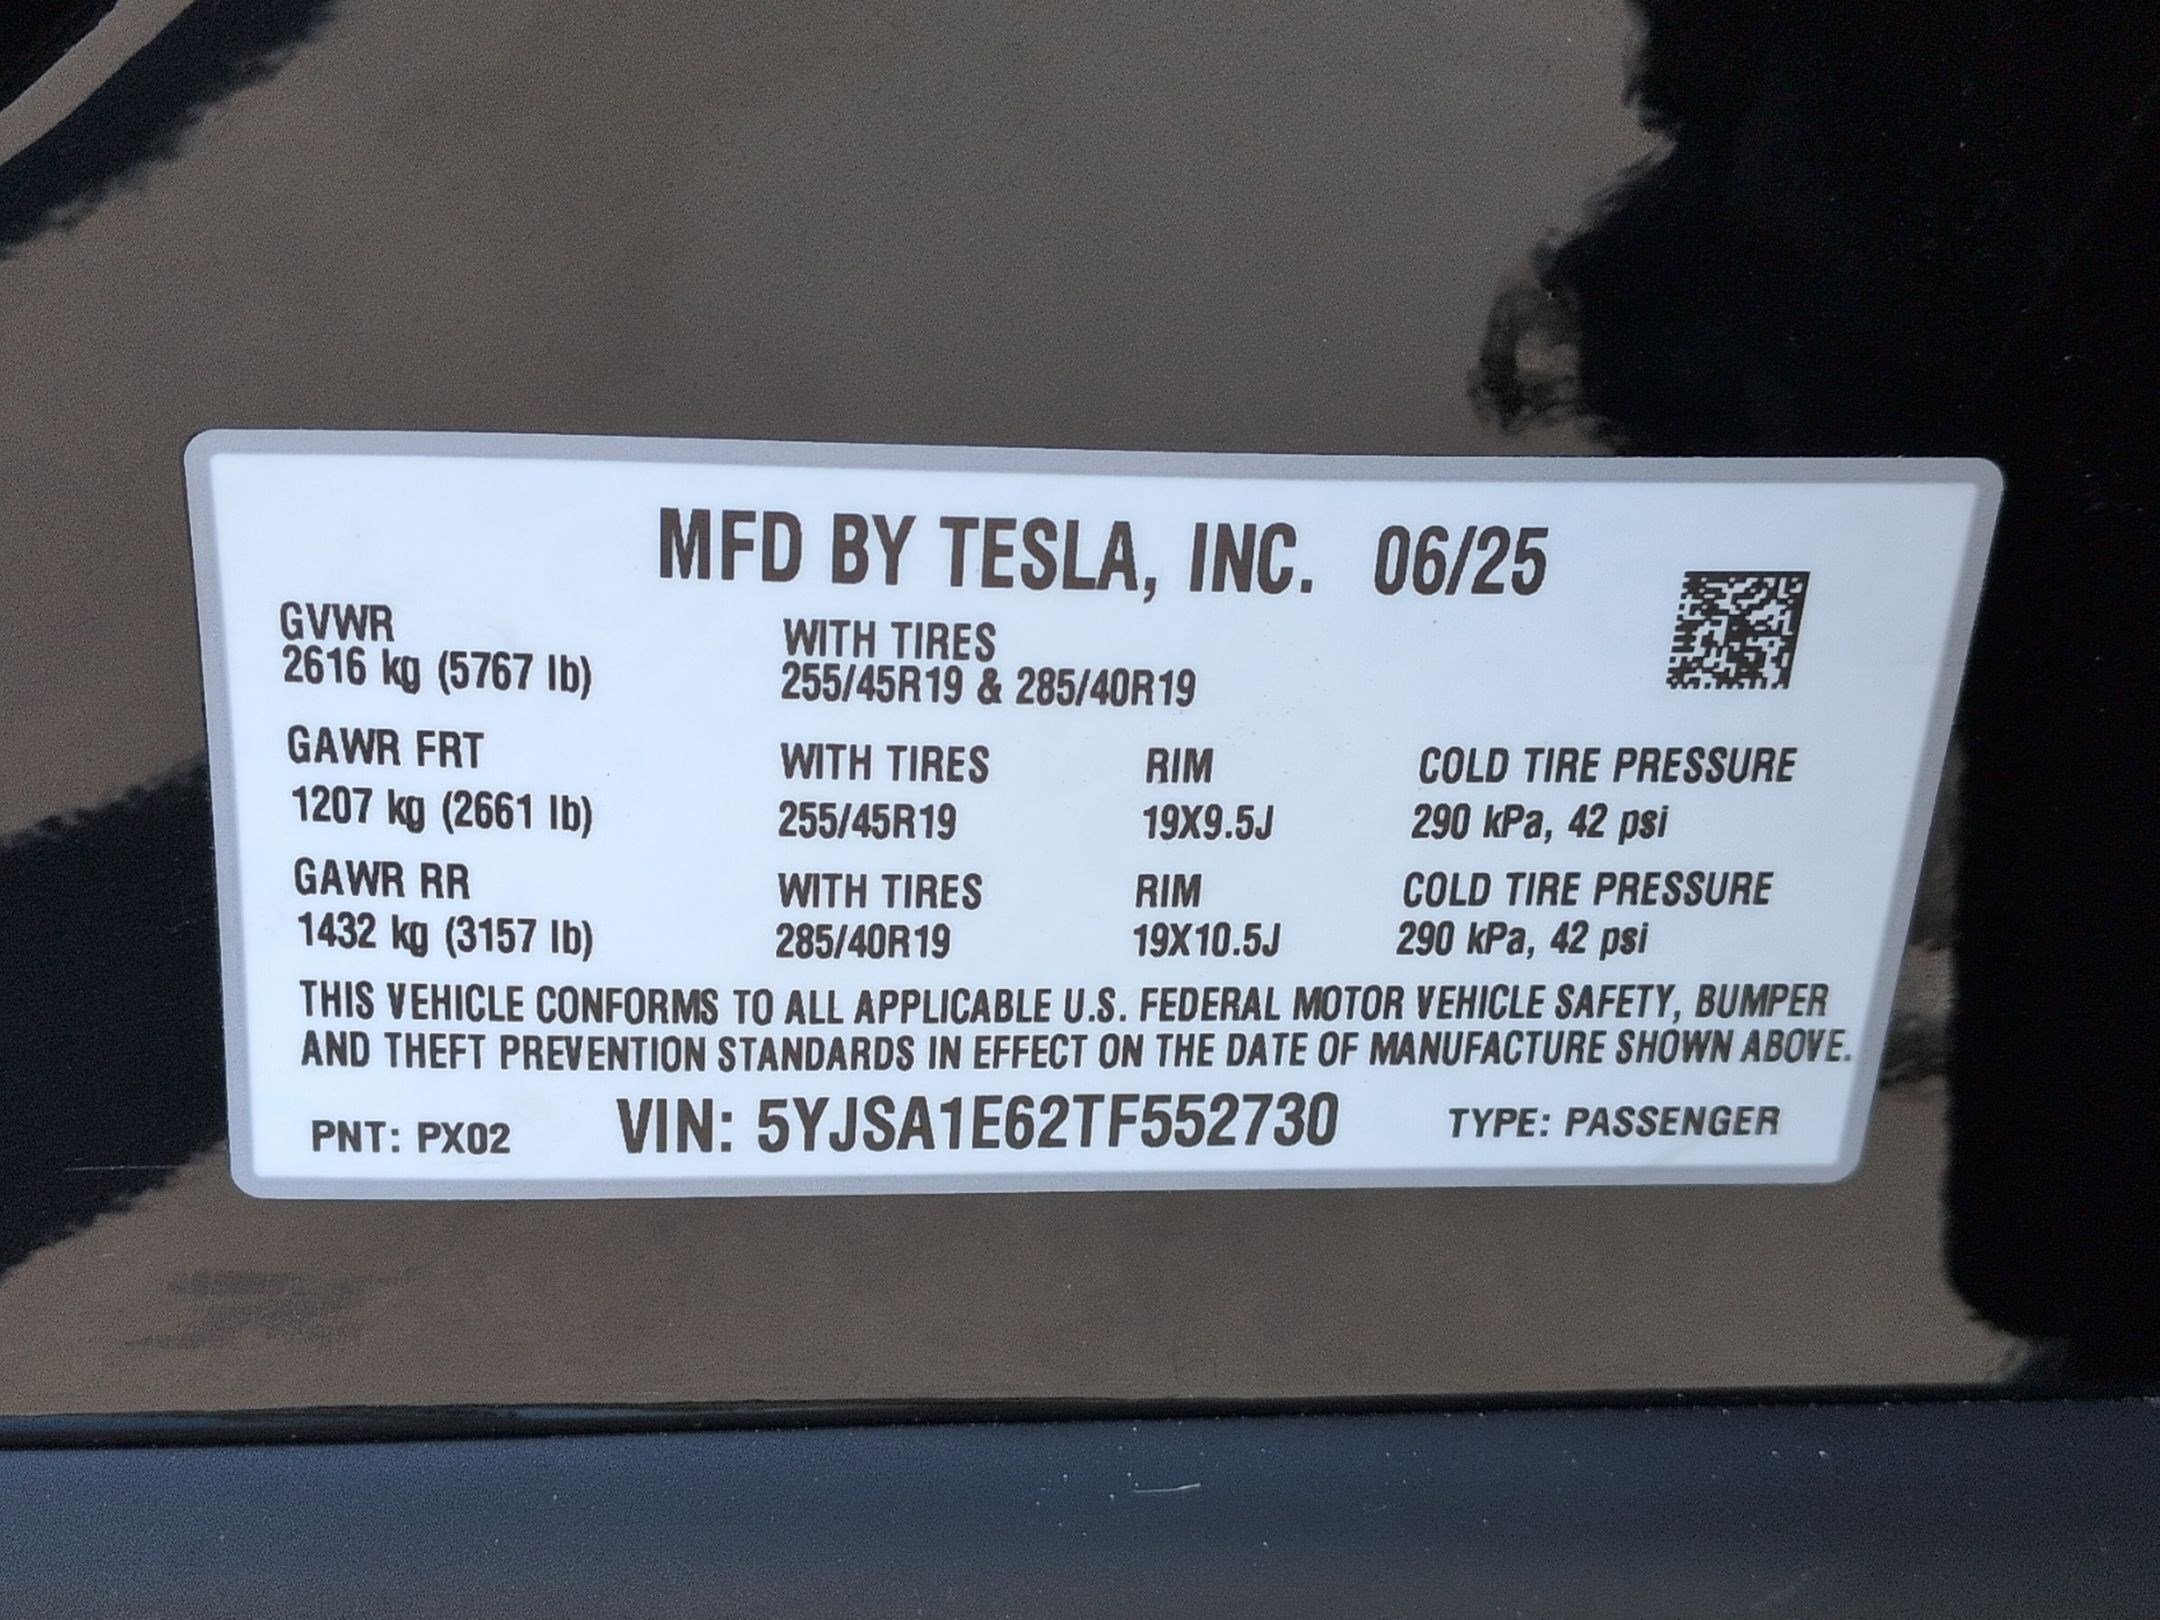 MFD BY TESLA, INC. 06/25
GVWR
2616 kg (5767 lb)
WITH TIRES
255/45R19 & 285/40R19
GAWR FRT WITH TIRES RIM COLD TIRE PRESSURE
1207 kg (2661 lb) 255/45R19 19X9.5J 290 kPa, 42 psi
GAWR RR WITH TIRES RIM COLD TIRE PRESSURE
1432 kg (3157 lb) 285/40R19 19X10.5J 290 kPa, 42 psi
THIS VEHICLE CONFORMS TO ALL APPLICABLE U.S. FEDERAL MOTOR VEHICLE SAFETY, BUMPER
AND THEFT PREVENTION STANDARDS IN EFFECT ON THE DATE OF MANUFACTURE SHOWN ABOVE.
PNT: PX02 VIN: 5YJSA1E62TF552730 TYPE: PASSENGER